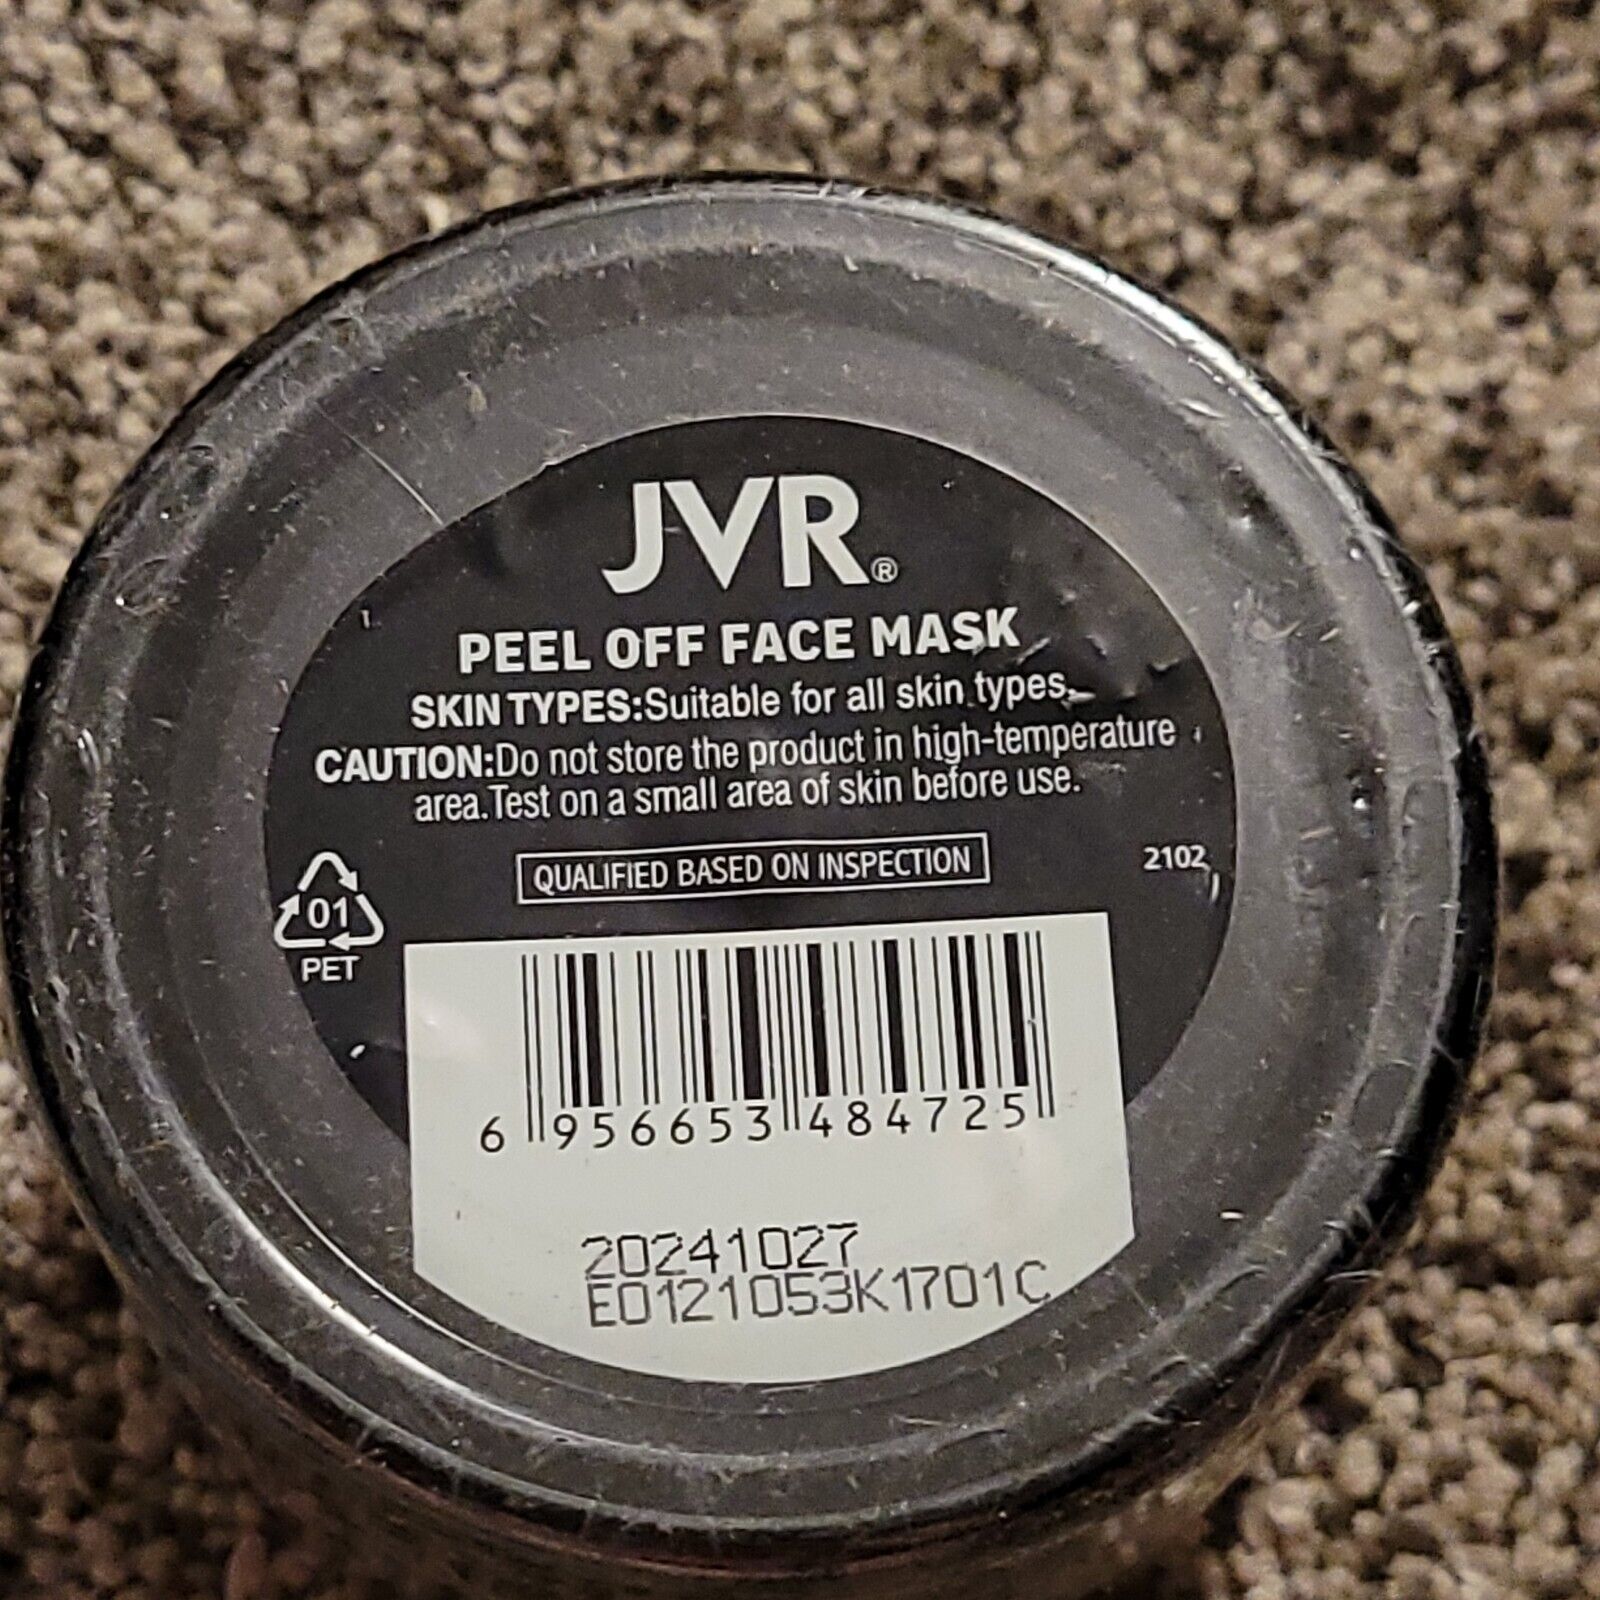 JVR®
PEEL OFF FACE MASK
SKIN TYPES:Suitable for all skin types.
CAUTION:Do not store the product in high-temperature
area.Test on a small area of skin before use.
QUALIFIED BASED ON INSPECTION
2102
01
PET
6 956653 484725
20241027
E0121053K1701C